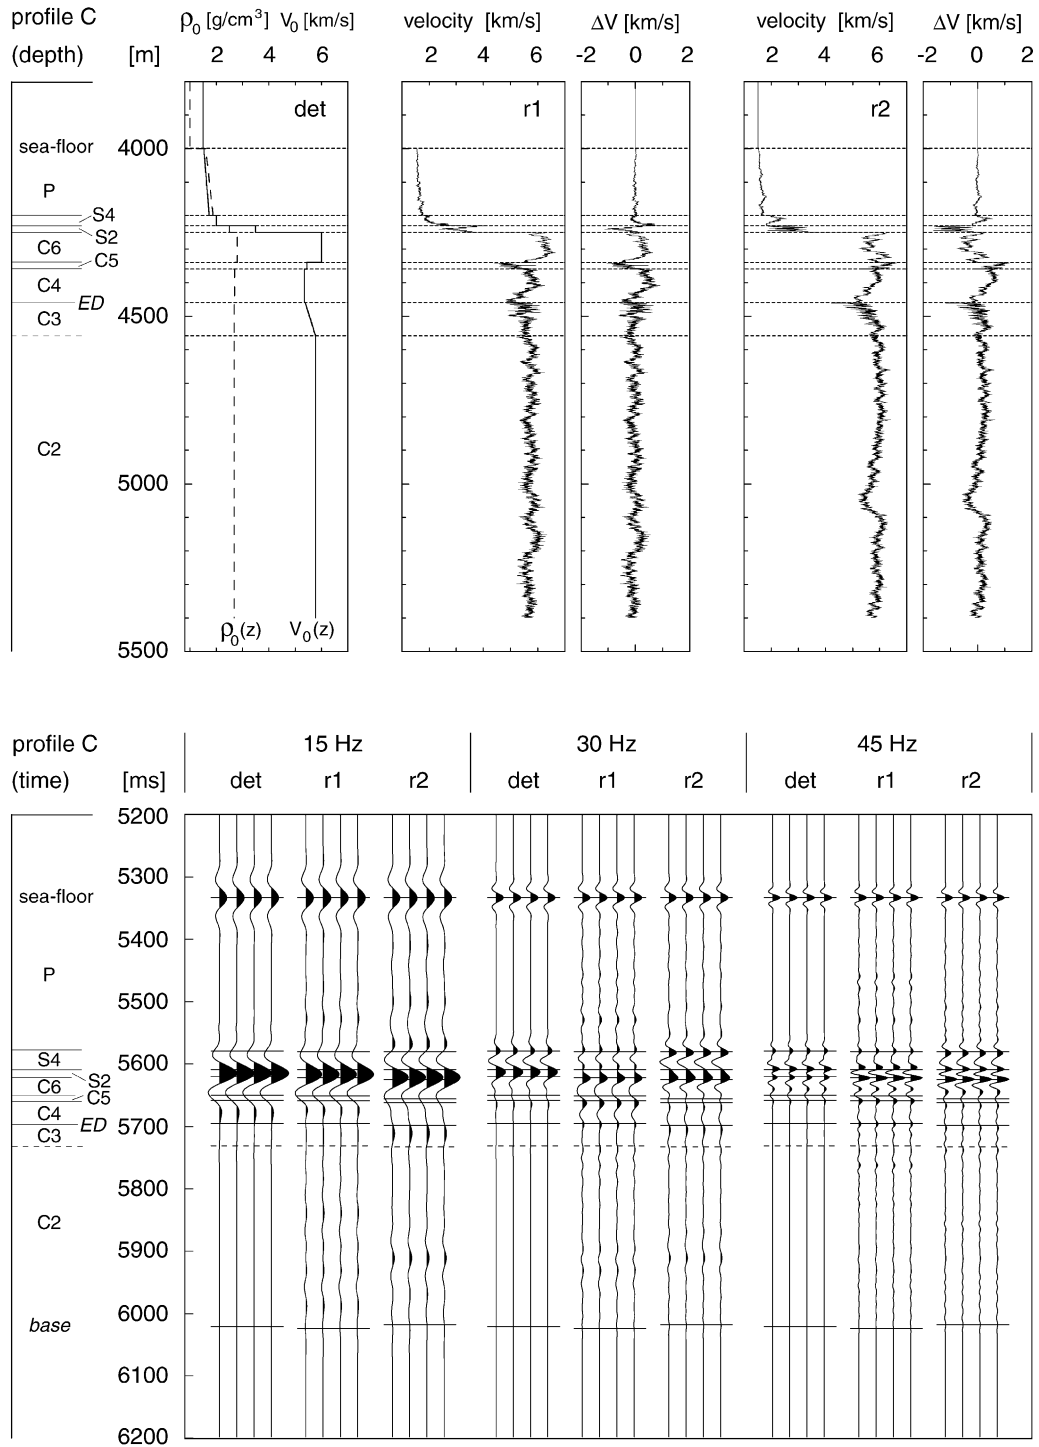 profile C ρ0 [g/cm3] V0 [km/s] velocity [km/s] ΔV [km/s] velocity [km/s] ΔV [km/s]
(depth) [m] 2 4 6 2 4 6 -2 0 2 2 4 6 -2 0 2
det r1 r2
sea-floor 4000
P
S4
S2
C6
C5
C4
ED
C3 4500
C2
5000
ρ0(z) V0(z)
5500
profile C 15 Hz 30 Hz 45 Hz
(time) [ms] det r1 r2 det r1 r2 det r1 r2
5200
5300
sea-floor
5400
P
5500
S4 5600
S2
C6
C5
C4
ED 5700
C3
5800
C2
5900
6000
base
6100
6200